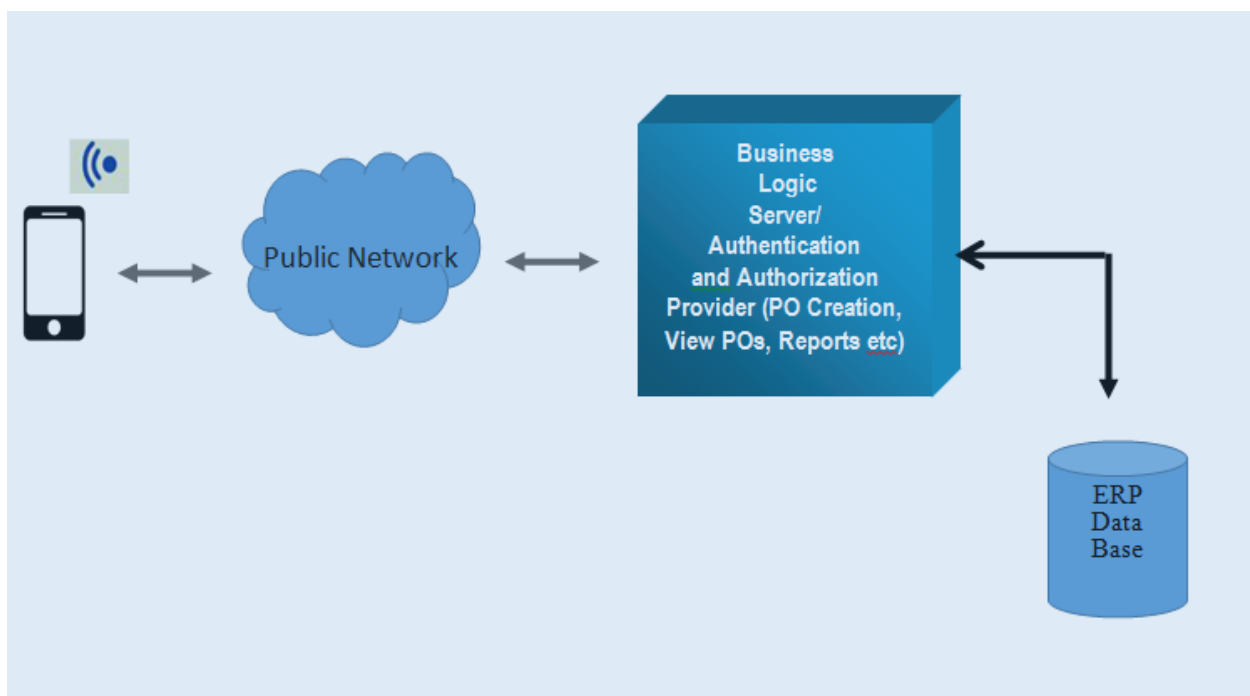 Public Network
Business
Logic
Server/
Authentication
and Authorization
Provider (PO Creation,
View POs, Reports etc)
ERP
Data
Base